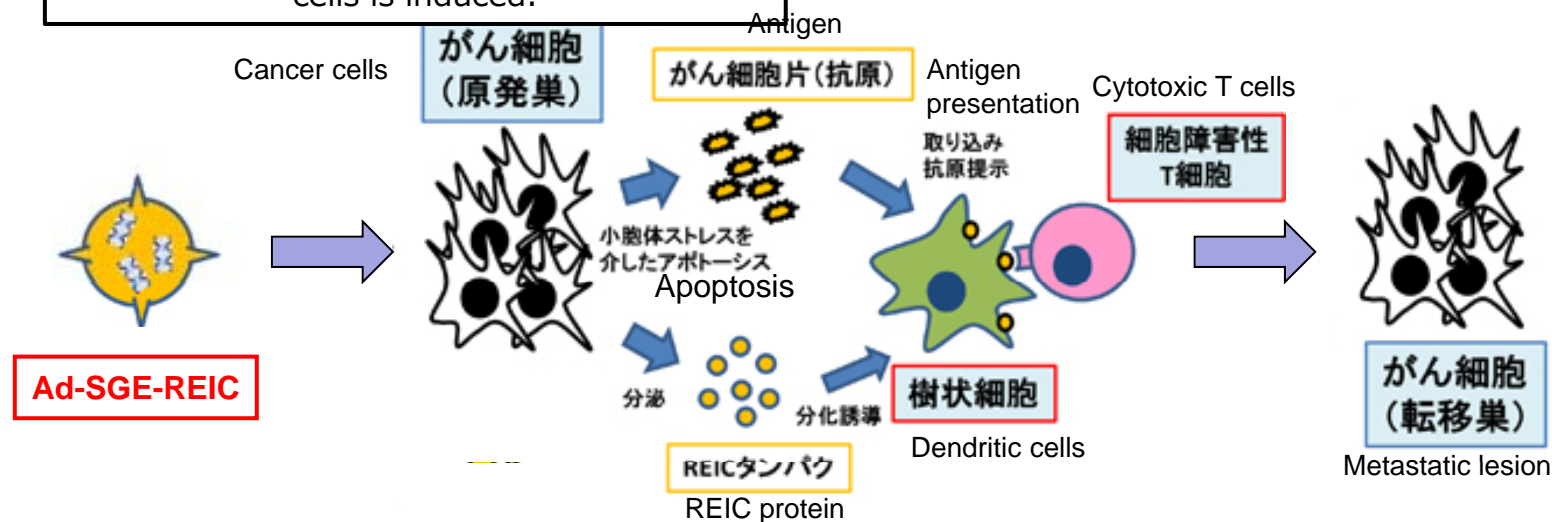 cells is induced.
Cancer cells
がん細胞
(原発巣)
Antigen
がん細胞片(抗原)
Antigen
presentation
取り込み
抗原提示
Cytotoxic T cells
細胞障害性
T細胞
小胞体ストレスを
介したアポトーシス
Apoptosis
Ad-SGE-REIC
分泌
分化誘導
樹状細胞
Dendritic cells
REICタンパク
REIC protein
がん細胞
(転移巣)
Metastatic lesion